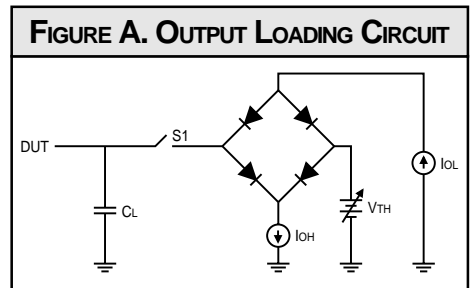 FIGURE A. OUTPUT LOADING CIRCUIT
DUT
S1
IOL
CL
VTH
IOH